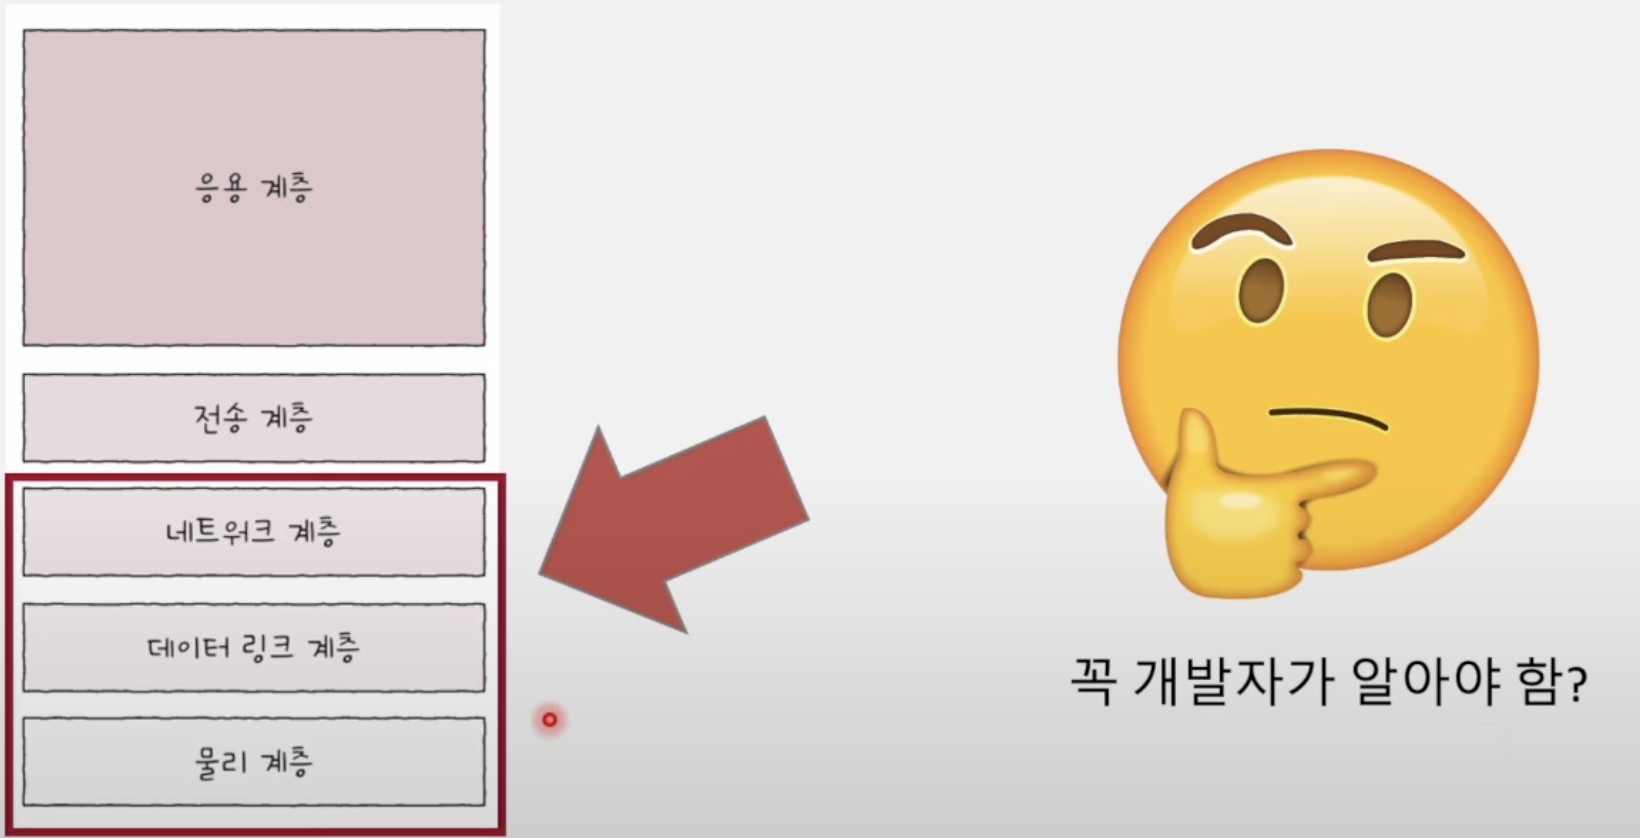 응용 계층
전송 계층
네트워크 계층
데이터 링크 계층
물리 계층
꼭 개발자가 알아야 함?